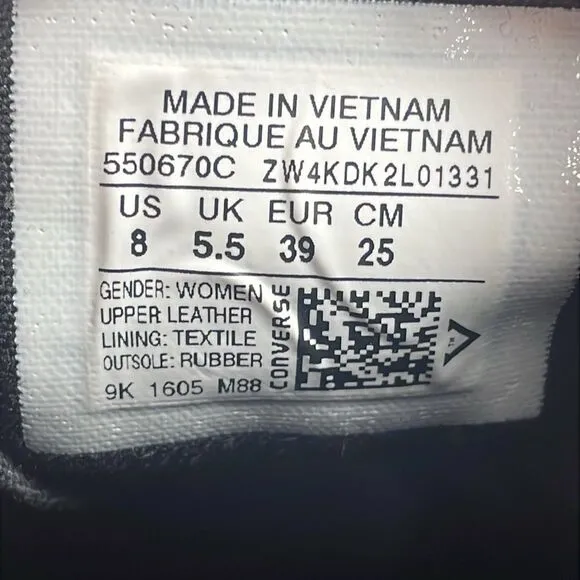 MADE IN VIETNAM
FABRIQUE AU VIETNAM
550670C ZW4KDK2L01331
US UK EUR CM
8 5.5 39 25
GENDER: WOMEN
UPPER: LEATHER
LINING: TEXTILE
OUTSOLE: RUBBER
9K 1605 M88
CONVERSE
TM